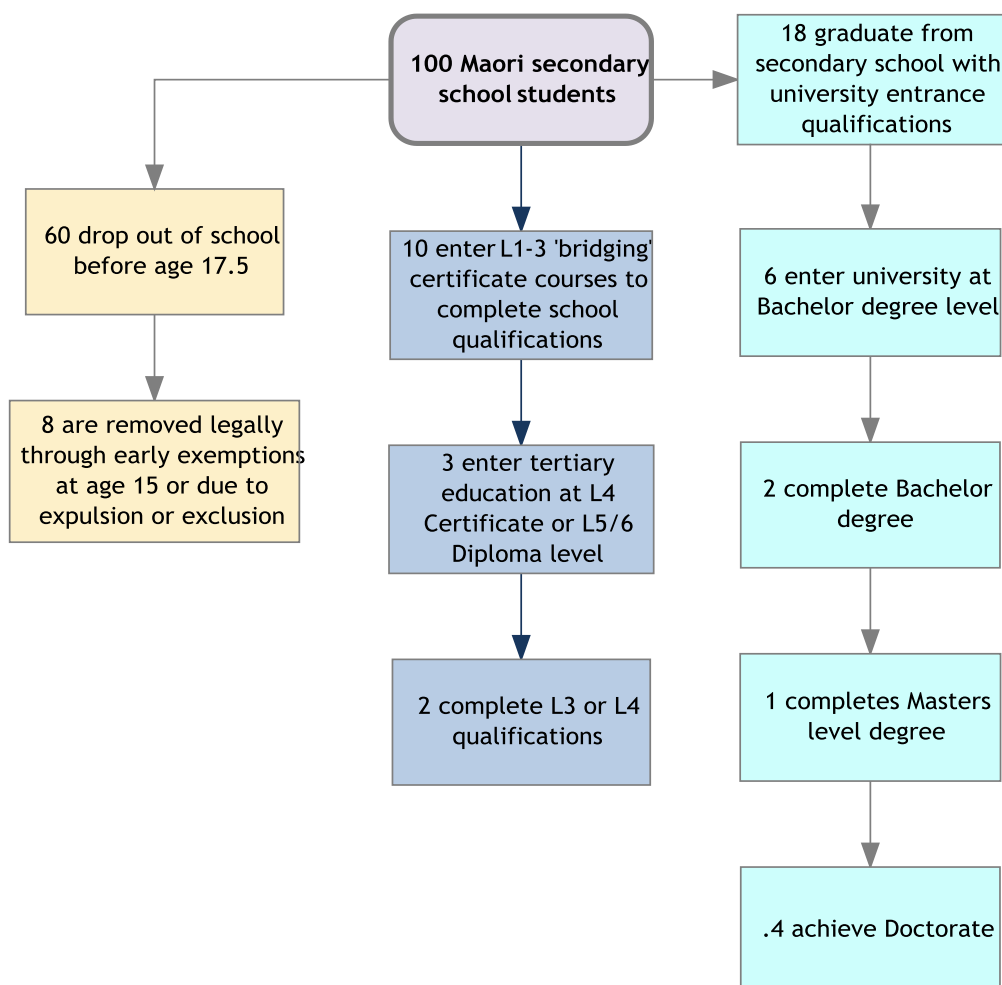 100 Maori secondary
school students
18 graduate from
secondary school with
university entrance
qualifications
60 drop out of school
before age 17.5
10 enter L1-3 'bridging'
certificate courses to
complete school
qualifications
6 enter university at
Bachelor degree level
8 are removed legally
through early exemptions
at age 15 or due to
expulsion or exclusion
3 enter tertiary
education at L4
Certificate or L5/6
Diploma level
2 complete Bachelor
degree
2 complete L3 or L4
qualifications
1 completes Masters
level degree
.4 achieve Doctorate